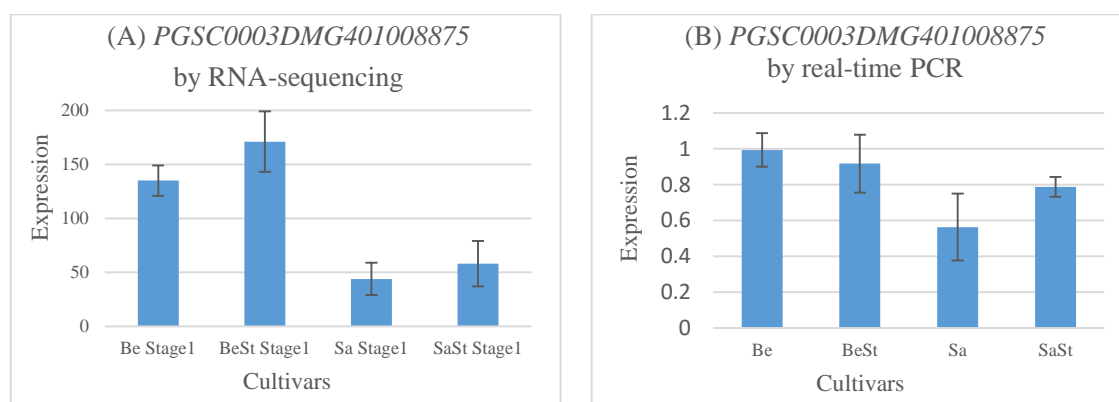 (A) PGSC0003DMG401008875
by RNA-sequencing
200
150
100
50
0
Expression
Be Stage1 BeSt Stage1 Sa Stage1 SaSt Stage1
Cultivars
(B) PGSC0003DMG401008875
by real-time PCR
1.2
1
0.8
0.6
0.4
0.2
0
Expression
Be BeSt Sa SaSt
Cultivars